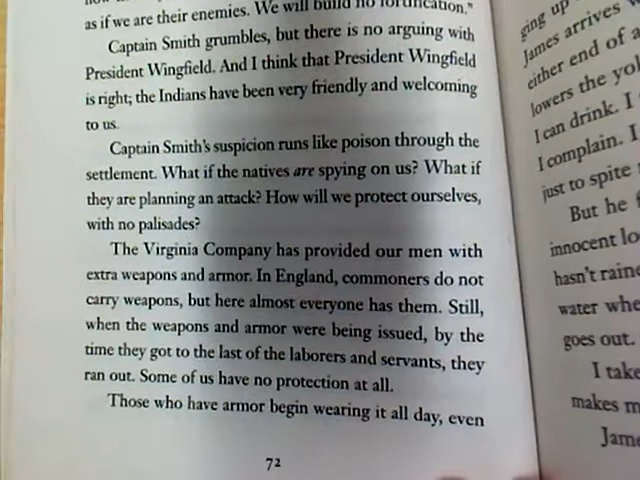 as if we are their enemies. We will build no fortification."
Captain Smith grumbles, but there is no arguing with
President Wingfield. And I think that President Wingfield
is right; the Indians have been very friendly and welcoming
to us.
Captain Smith's suspicion runs like poison through the
settlement. What if the natives are spying on us? What if
they are planning an attack? How will we protect ourselves,
with no palisades?
The Virginia Company has provided our men with
extra weapons and armor. In England, commoners do not
carry weapons, but here almost everyone has them. Still,
when the weapons and armor were being issued, by the
time they got to the last of the laborers and servants, they
ran out. Some of us have no protection at all.
Those who have armor begin wearing it all day, even
72
ging up
James arrives
either end of a
lowers the yo
I can drink. I
I complain. I
just to spite
But he
innocent lo
hasn't raine
water whe
goes out.
I take
makes m
Jame